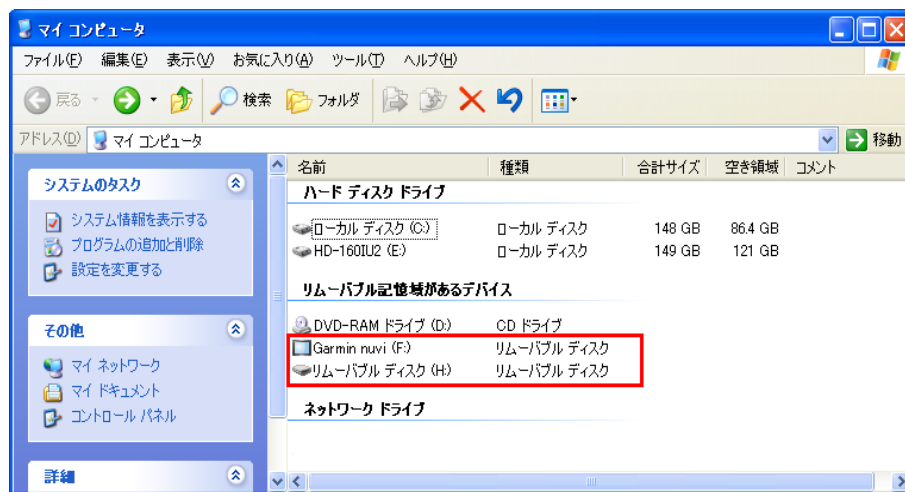 マイ コンピュータ
ファイル(F) 編集(E) 表示(V) お気に入り(A) ツール(T) ヘルプ(H)
戻る 検索 フォルダ
アドレス(D) マイ コンピュータ 移動
システムのタスク
システム情報を表示する
プログラムの追加と削除
設定を変更する
その他
マイ ネットワーク
マイ ドキュメント
コントロール パネル
詳細
名前 種類 合計サイズ 空き領域 コメント
ハード ディスク ドライブ
ローカル ディスク (C:) ローカル ディスク 148 GB 86.4 GB
HD-160IU2 (E:) ローカル ディスク 149 GB 121 GB
リムーバブル記憶域があるデバイス
DVD-RAM ドライブ (D:) CD ドライブ
Garmin nuvi (F:) リムーバブル ディスク
リムーバブル ディスク (H:) リムーバブル ディスク
ネットワーク ドライブ